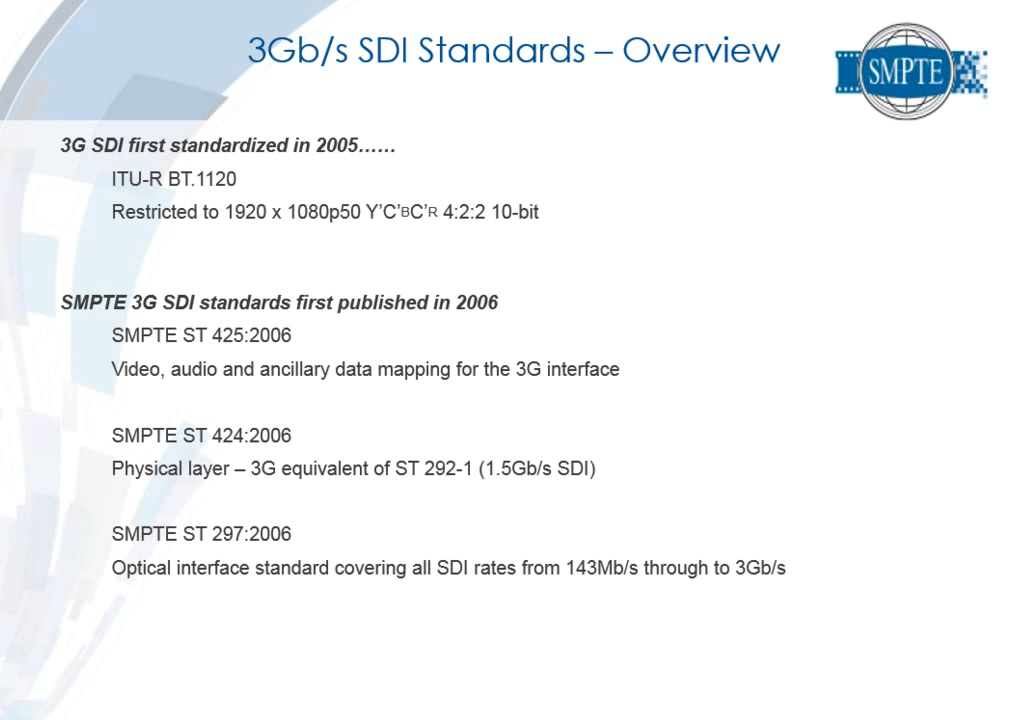 3Gb/s SDI Standards – Overview
SMPTE
3G SDI first standardized in 2005……
ITU-R BT.1120
Restricted to 1920 x 1080p50 Y’C’BC’R 4:2:2 10-bit
SMPTE 3G SDI standards first published in 2006
SMPTE ST 425:2006
Video, audio and ancillary data mapping for the 3G interface
SMPTE ST 424:2006
Physical layer – 3G equivalent of ST 292-1 (1.5Gb/s SDI)
SMPTE ST 297:2006
Optical interface standard covering all SDI rates from 143Mb/s through to 3Gb/s